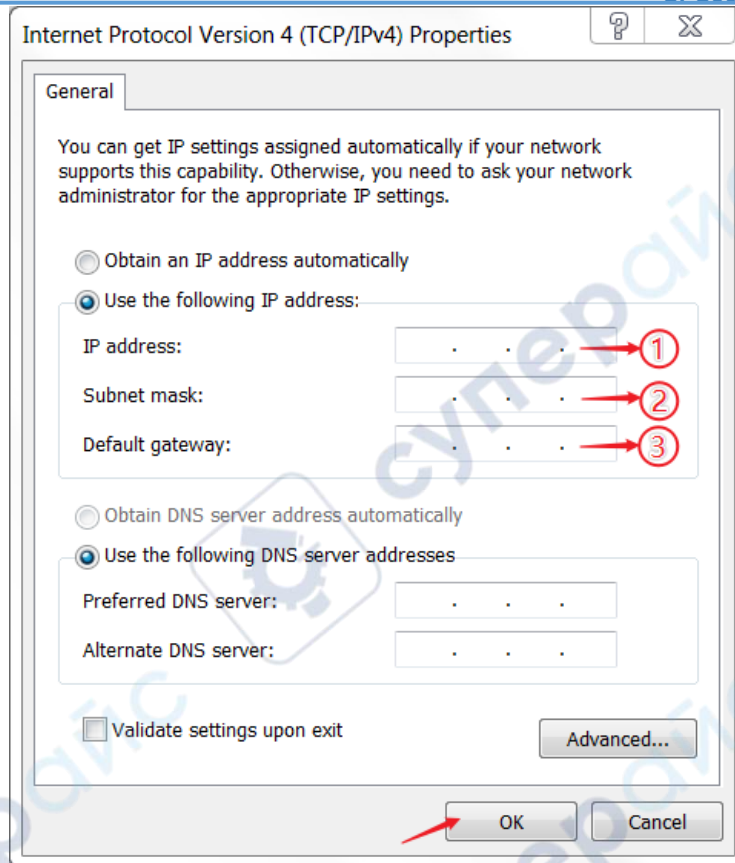 Internet Protocol Version 4 (TCP/IPv4) Properties
General
You can get IP settings assigned automatically if your network
supports this capability. Otherwise, you need to ask your network
administrator for the appropriate IP settings.
Obtain an IP address automatically
Use the following IP address:
IP address: . . . 1
Subnet mask: . . . 2
Default gateway: . . . 3
Obtain DNS server address automatically
Use the following DNS server addresses
Preferred DNS server: . . .
Alternate DNS server: . . .
Validate settings upon exit
Advanced...
OK Cancel
суперайс